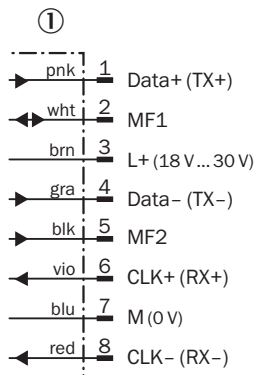 ①
pnk 1 Data+ (TX+)
wht 2 MF1
brn 3 L+ (18 V ... 30 V)
gra 4 Data– (TX–)
blk 5 MF2
vio 6 CLK+ (RX+)
blu 7 M (0 V)
red 8 CLK– (RX–)